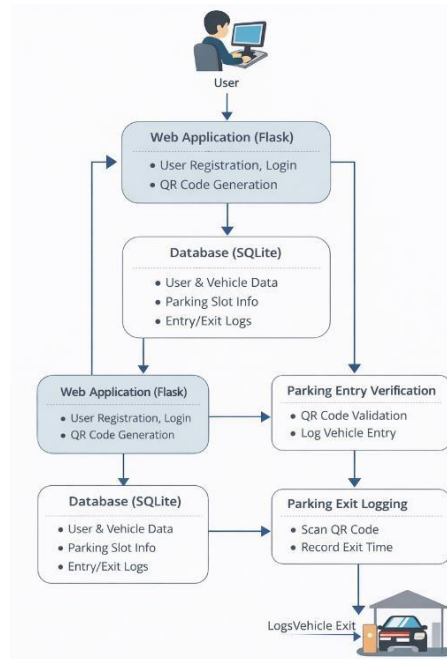 User
Web Application (Flask)
• User Registration, Login
• QR Code Generation
Database (SQLite)
• User & Vehicle Data
• Parking Slot Info
• Entry/Exit Logs
Web Application (Flask)
• User Registration, Login
• QR Code Generation
Parking Entry Verification
• QR Code Validation
• Log Vehicle Entry
Database (SQLite)
• User & Vehicle Data
• Parking Slot Info
• Entry/Exit Logs
Parking Exit Logging
• Scan QR Code
• Record Exit Time
LogsVehicle Exit